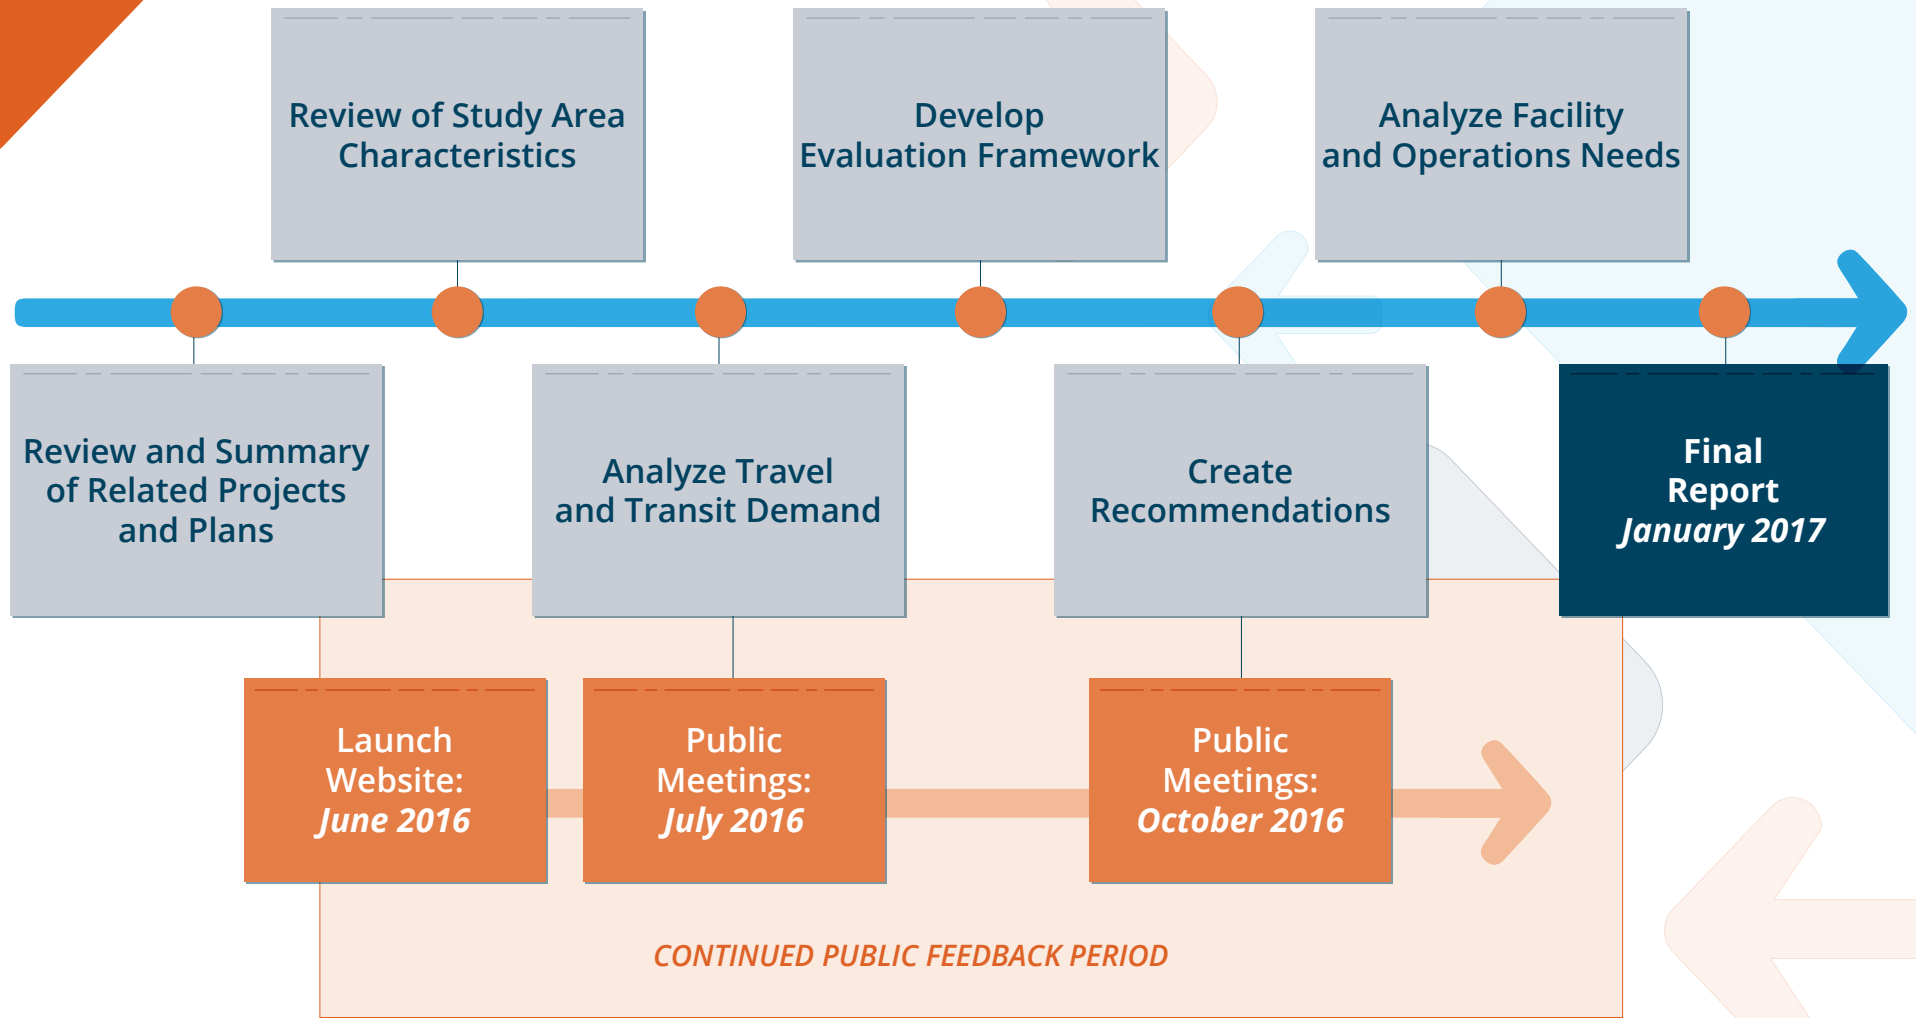 Review of Study Area
Characteristics
Develop
Evaluation Framework
Analyze Facility
and Operations Needs
Review and Summary
of Related Projects
and Plans
Analyze Travel
and Transit Demand
Create
Recommendations
Final
Report
January 2017
Launch
Website:
June 2016
Public
Meetings:
July 2016
Public
Meetings:
October 2016
CONTINUED PUBLIC FEEDBACK PERIOD